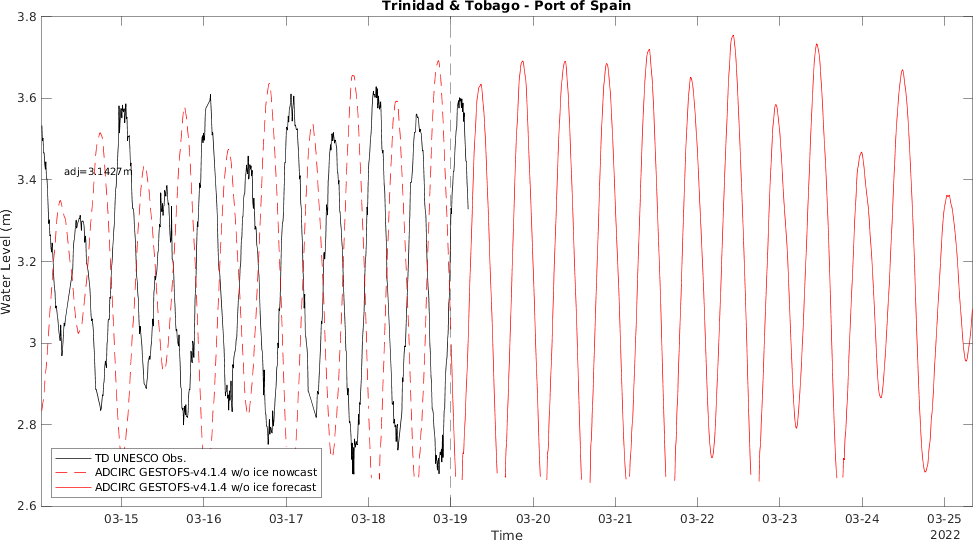 Trinidad & Tobago - Port of Spain
3.8
3.6
3.4
3.2
3
2.8
2.6
Water Level (m)
adj=3.1427m
TD UNESCO Obs.
ADCIRC GESTOFS-v4.1.4 w/o ice nowcast
ADCIRC GESTOFS-v4.1.4 w/o ice forecast
03-15 03-16 03-17 03-18 03-19 03-20 03-21 03-22 03-23 03-24 03-25
Time 2022